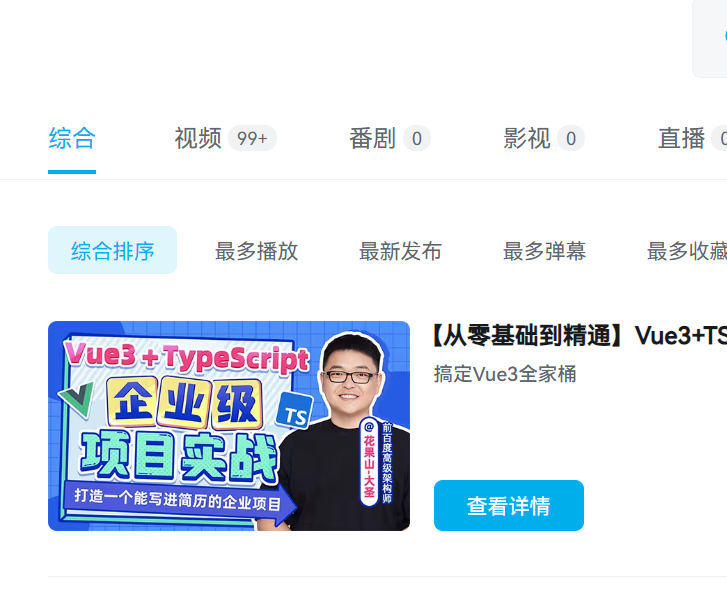 综合
视频 99+
番剧 0
影视 0
直播
综合排序
最多播放
最新发布
最多弹幕
最多收藏
Vue3+TypeScript
企业级
TS
项目实战
打造一个能写进简历的企业项目
@花果山-大圣
前百度高级架构师
【从零基础到精通】Vue3+TS
搞定Vue3全家桶
查看详情